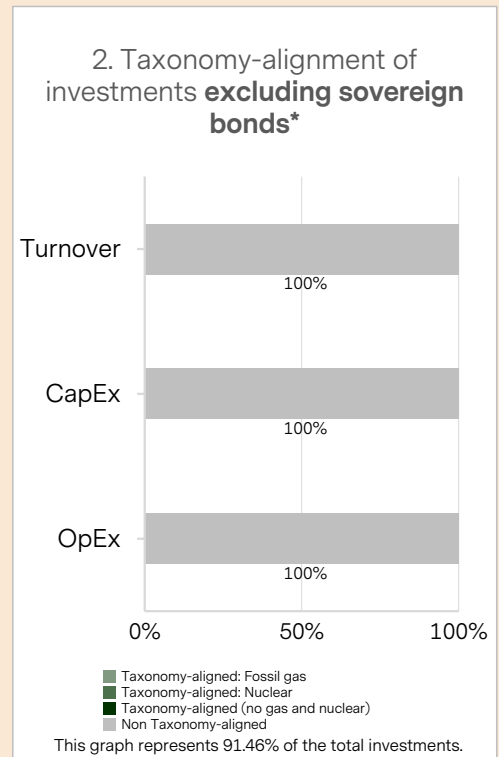 2. Taxonomy-alignment of
investments excluding sovereign
bonds*
Turnover
100%
CapEx
100%
OpEx
100%
0% 50% 100%
Taxonomy-aligned: Fossil gas
Taxonomy-aligned: Nuclear
Taxonomy-aligned (no gas and nuclear)
Non Taxonomy-aligned
This graph represents 91.46% of the total investments.